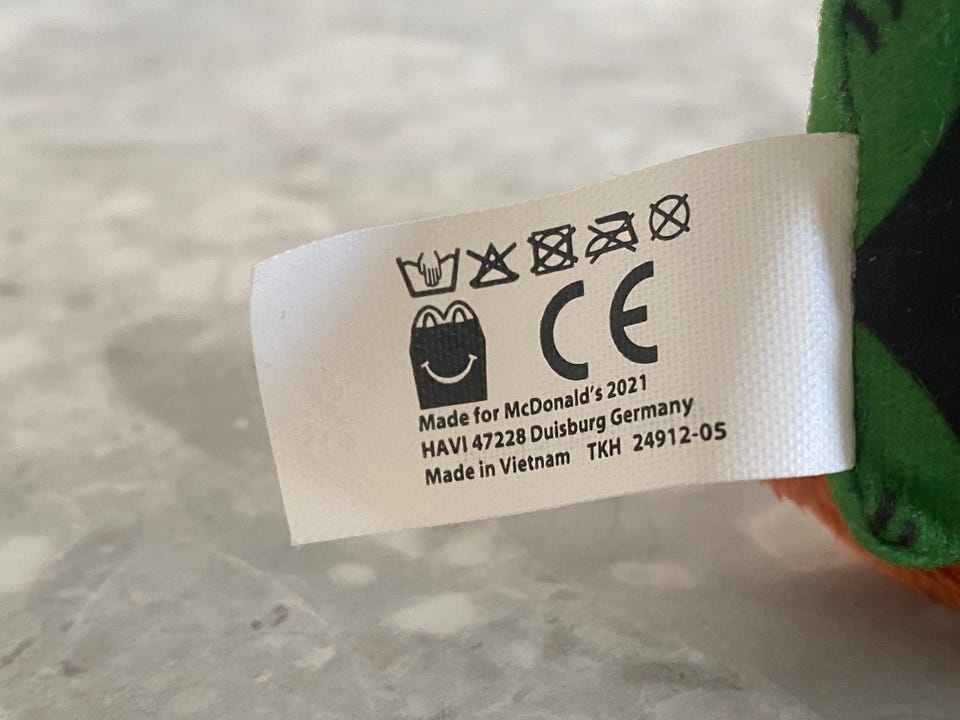 CE
Made for McDonald's 2021
HAVI 47228 Duisburg Germany
Made in Vietnam TKH 24912-05